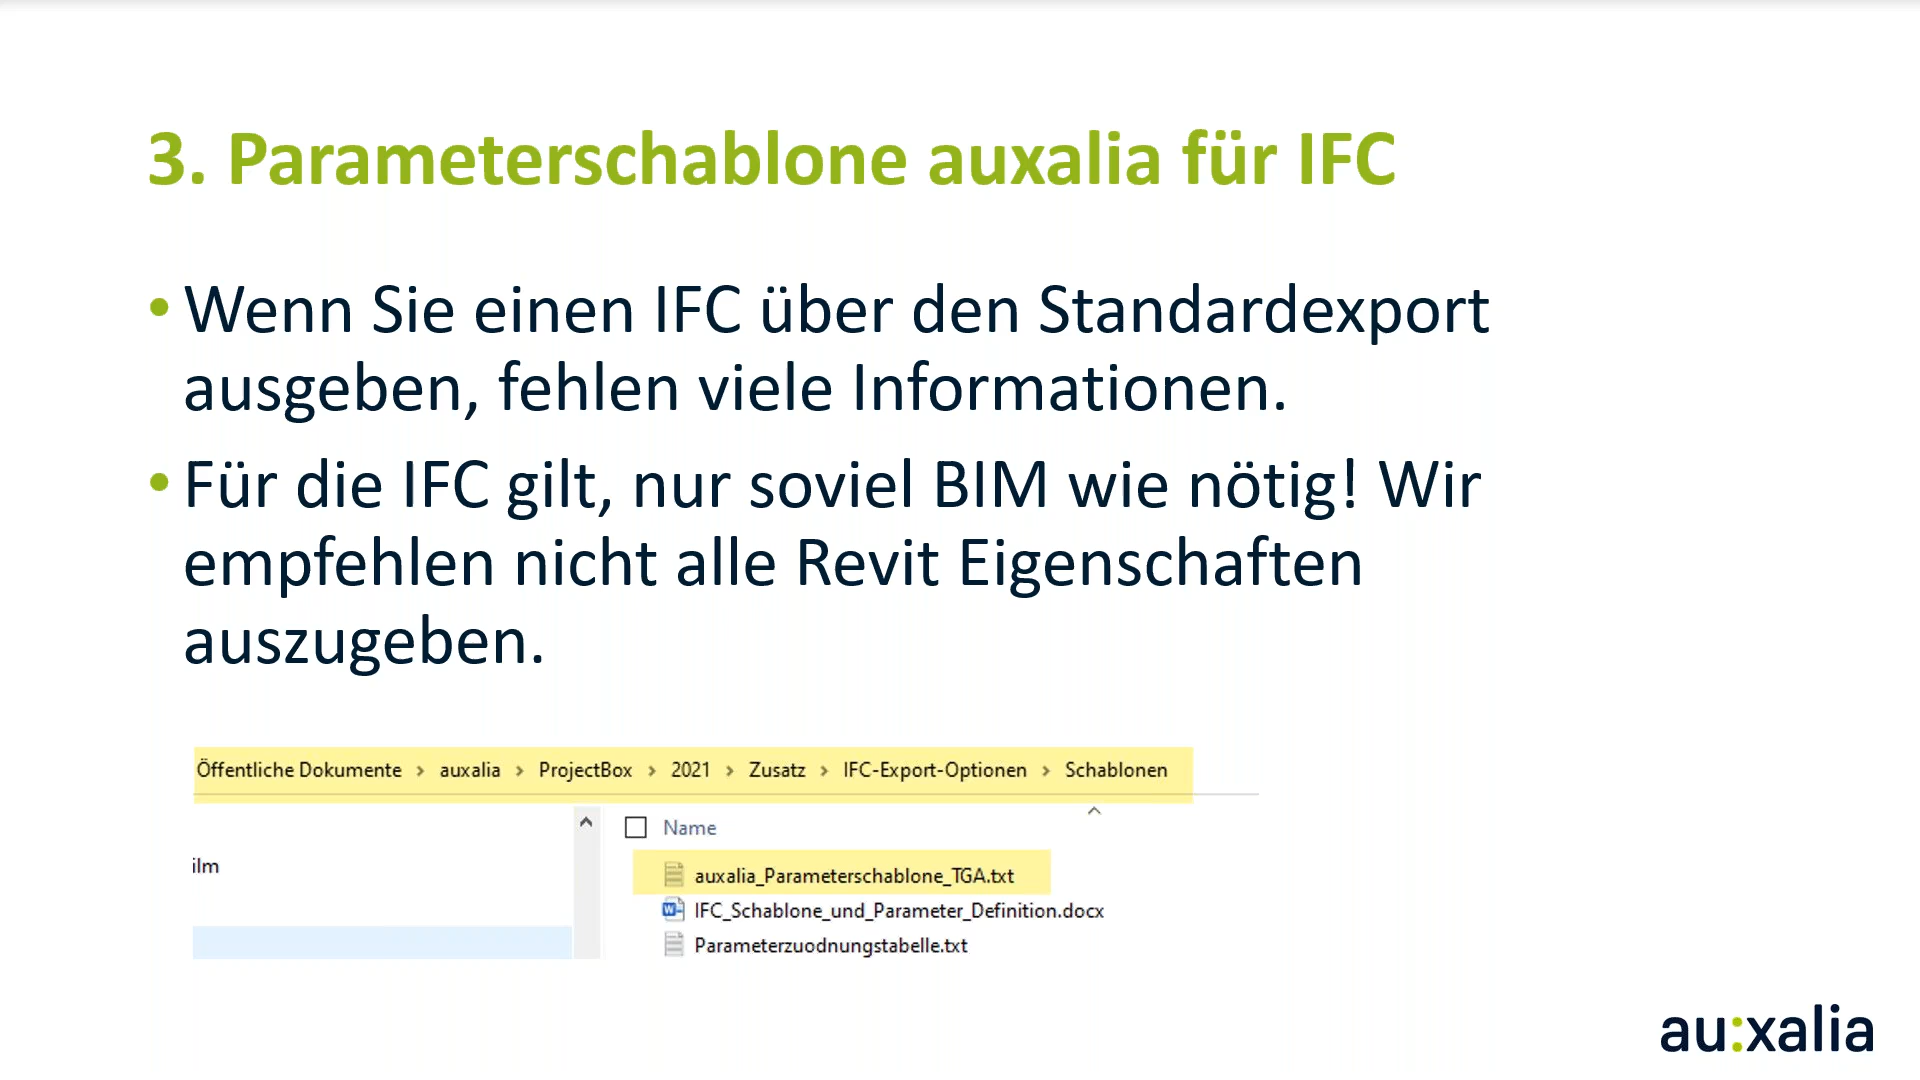 3. Parameterschablone auxalia für IFC
• Wenn Sie einen IFC über den Standardexport
ausgeben, fehlen viele Informationen.
• Für die IFC gilt, nur soviel BIM wie nötig! Wir
empfehlen nicht alle Revit Eigenschaften
auszugeben.
Öffentliche Dokumente > auxalia > ProjectBox > 2021 > Zusatz > IFC-Export-Optionen > Schablonen
Name
ilm
auxalia_Parameterschablone_TGA.txt
IFC_Schablone_und_Parameter_Definition.docx
Parameterzuodnungstabelle.txt
au:xalia